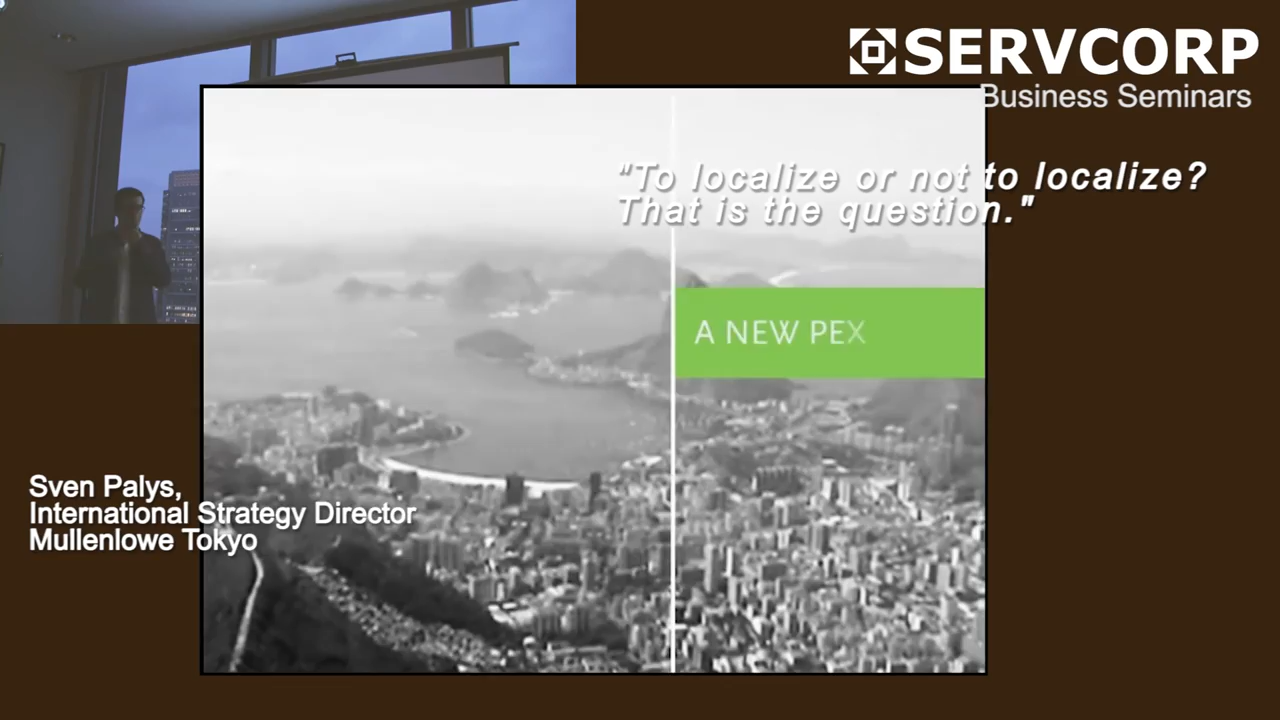 SERVCORP
Business Seminars
"To localize or not to localize?
That is the question."
A NEW PEX
Sven Palys,
International Strategy Director
Mullenlowe Tokyo